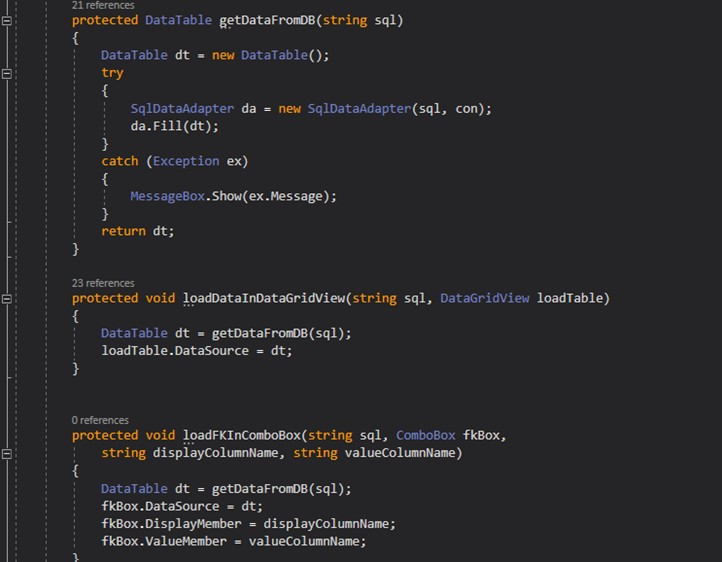 21 references
protected DataTable getDataFromDB(string sql)
{
DataTable dt = new DataTable();
try
{
SqlDataAdapter da = new SqlDataAdapter(sql, con);
da.Fill(dt);
}
catch (Exception ex)
{
MessageBox.Show(ex.Message);
}
return dt;
}
23 references
protected void loadDataInDataGridView(string sql, DataGridView loadTable)
{
DataTable dt = getDataFromDB(sql);
loadTable.DataSource = dt;
}
0 references
protected void loadFKInComboBox(string sql, ComboBox fkBox,
string displayColumnName, string valueColumnName)
{
DataTable dt = getDataFromDB(sql);
fkBox.DataSource = dt;
fkBox.DisplayMember = displayColumnName;
fkBox.ValueMember = valueColumnName;
}